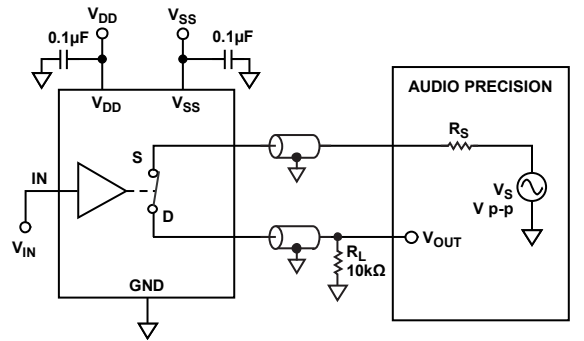 VDD
VSS
0.1µF
0.1µF
VDD
VSS
AUDIO PRECISION
RS
S
IN
VS
V p-p
D
VIN
VOUT
RL
10kΩ
GND